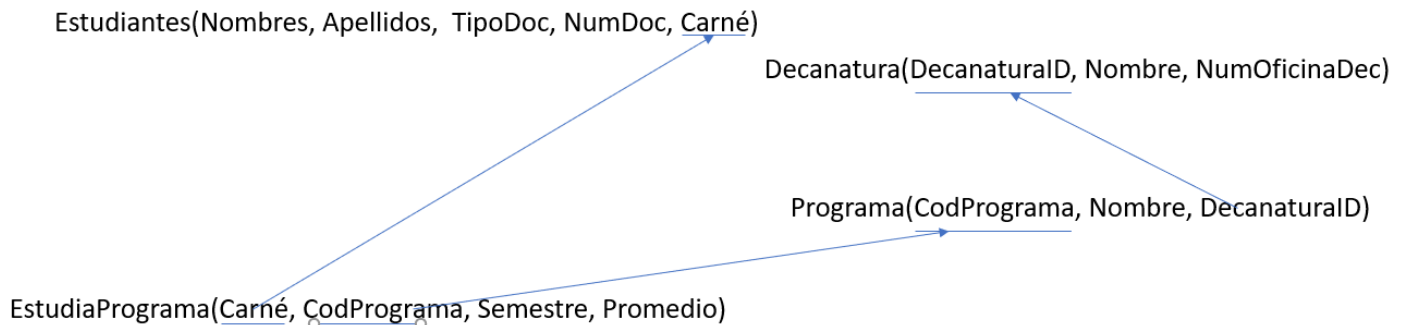 Estudiantes(Nombres, Apellidos, TipoDoc, NumDoc, Carné)
Decanatura(DecanaturaID, Nombre, NumOficinaDec)
Programa(CodPrograma, Nombre, DecanaturaID)
EstudiaPrograma(Carné, CodPrograma, Semestre, Promedio)